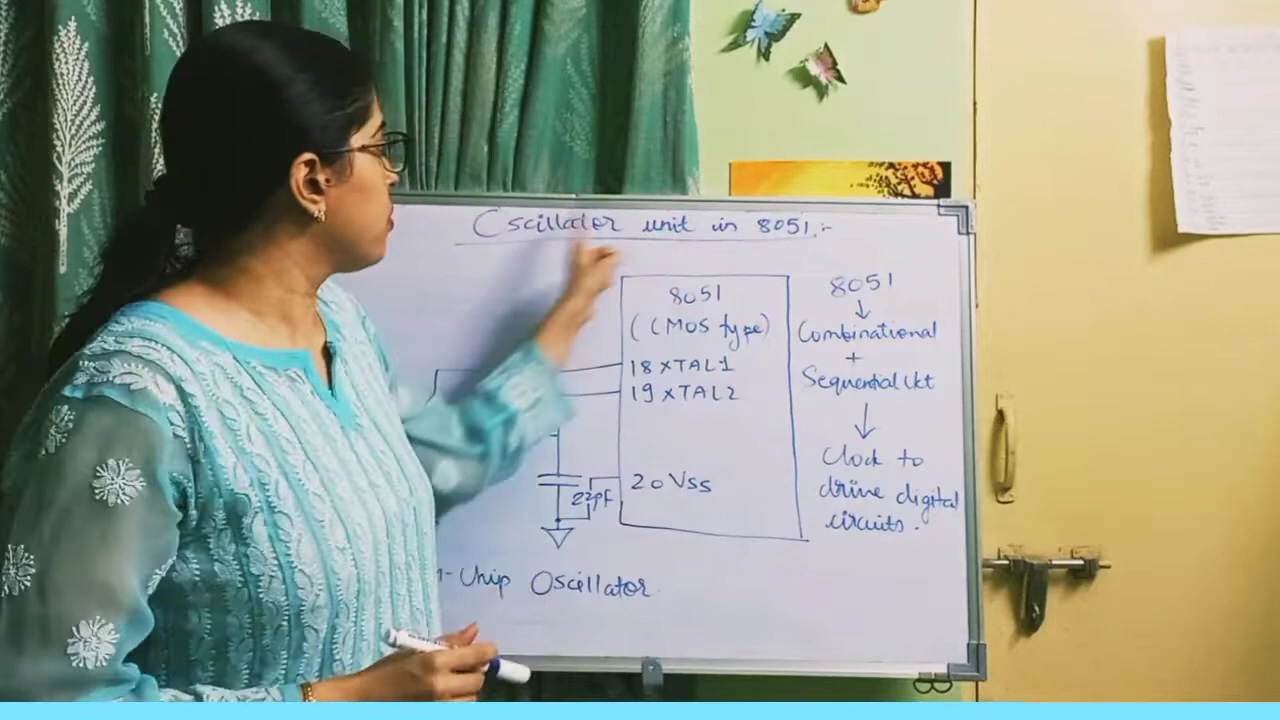 Oscillator unit in 8051:-
8051
(CMOS type)
18 XTAL1
19 XTAL2
22pF
20 Vss
n-Chip Oscillator
8051
↓
Combinational
+
Sequential Ckt
↓
Clock to
drive digital
circuits.